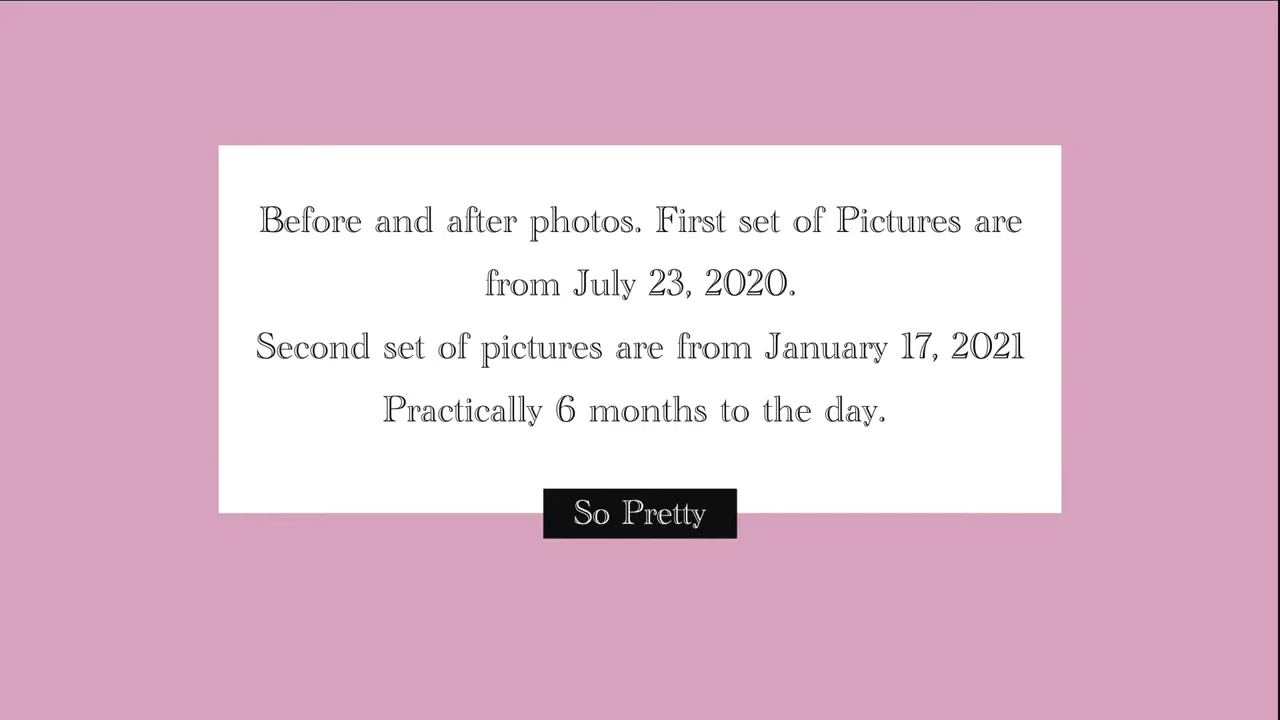 Before and after photos. First set of Pictures are
from July 23, 2020.
Second set of pictures are from January 17, 2021
Practically 6 months to the day.
So Pretty